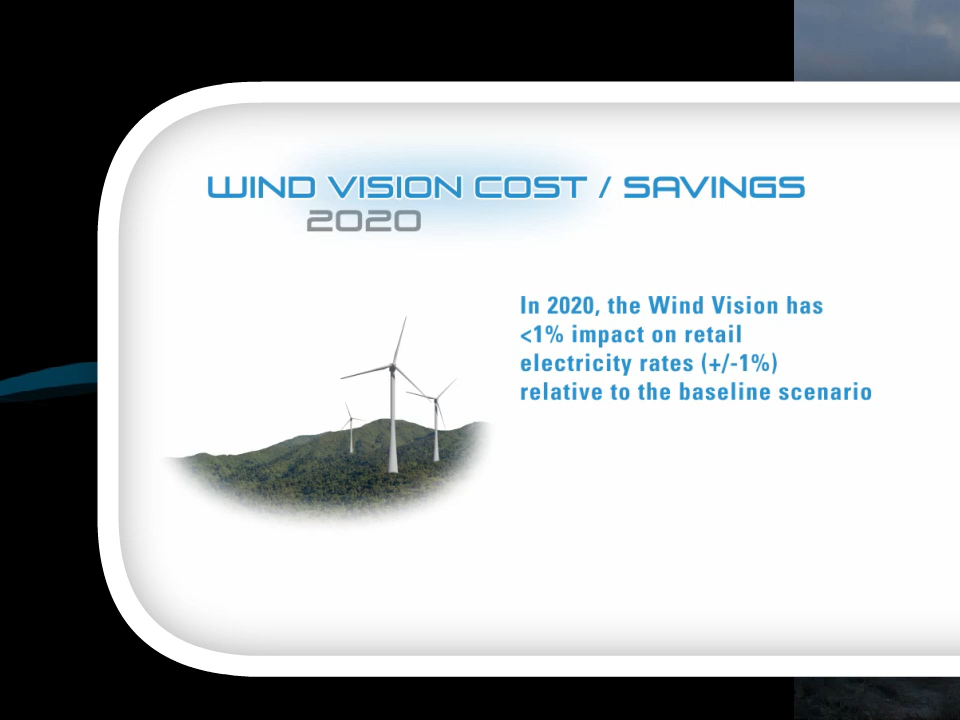 WIND VISION COST / SAVINGS
2020
In 2020, the Wind Vision has
<1% impact on retail
electricity rates (+/-1%)
relative to the baseline scenario